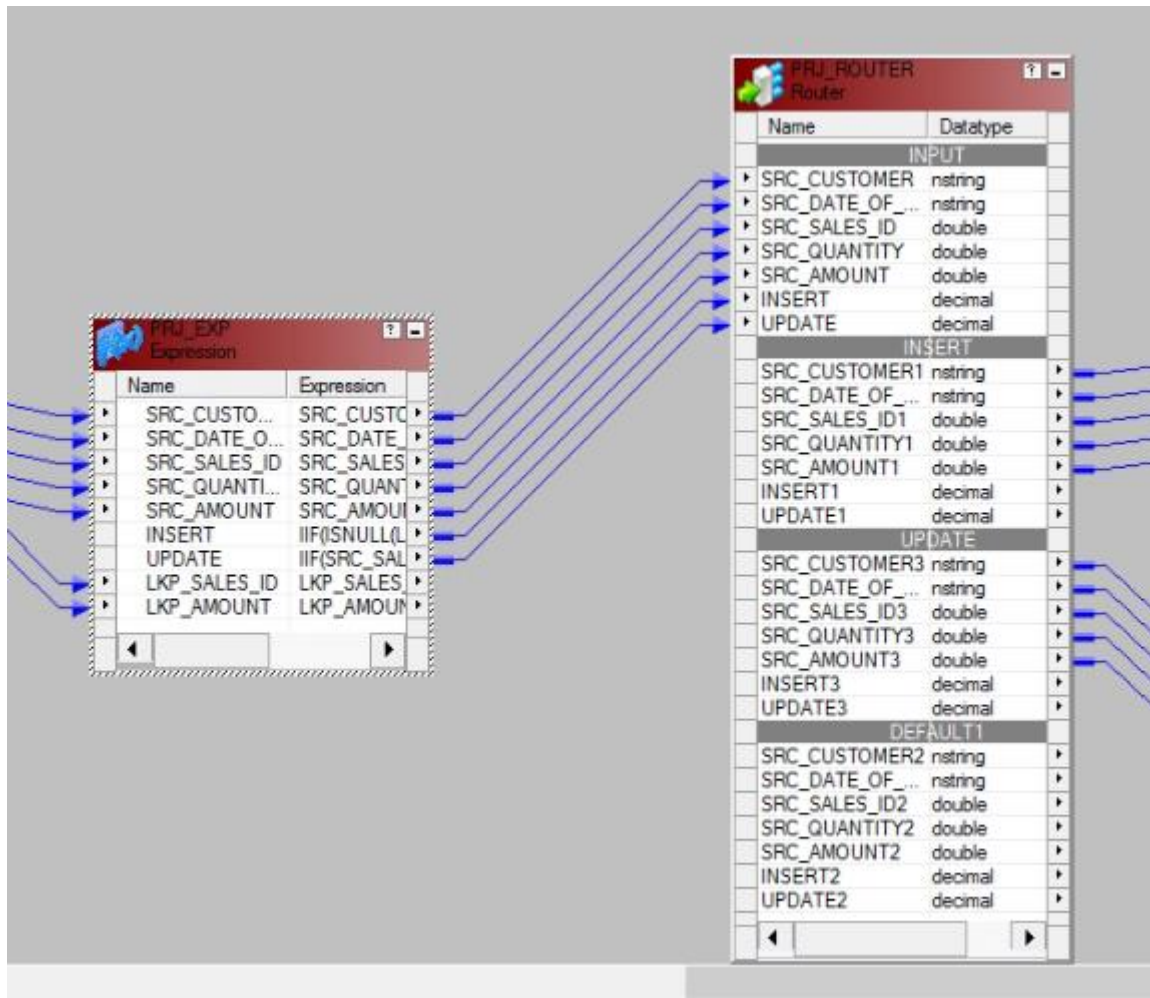 PRJ_EXP
Expression
Name Expression
SRC_CUSTO... SRC_CUSTC
SRC_DATE_O... SRC_DATE_
SRC_SALES_ID SRC_SALES
SRC_QUANTI... SRC_QUANT
SRC_AMOUNT SRC_AMOUN
INSERT IIF(ISNULL(L
UPDATE IIF(SRC_SAL
LKP_SALES_ID LKP_SALES_
LKP_AMOUNT LKP_AMOUN
PRJ_ROUTER
Router
Name Datatype
INPUT
SRC_CUSTOMER nstring
SRC_DATE_OF_... nstring
SRC_SALES_ID double
SRC_QUANTITY double
SRC_AMOUNT double
INSERT decimal
UPDATE decimal
INSERT
SRC_CUSTOMER1 nstring
SRC_DATE_OF_... nstring
SRC_SALES_ID1 double
SRC_QUANTITY1 double
SRC_AMOUNT1 double
INSERT1 decimal
UPDATE1 decimal
UPDATE
SRC_CUSTOMER3 nstring
SRC_DATE_OF_... nstring
SRC_SALES_ID3 double
SRC_QUANTITY3 double
SRC_AMOUNT3 double
INSERT3 decimal
UPDATE3 decimal
DEFAULT1
SRC_CUSTOMER2 nstring
SRC_DATE_OF_... nstring
SRC_SALES_ID2 double
SRC_QUANTITY2 double
SRC_AMOUNT2 double
INSERT2 decimal
UPDATE2 decimal